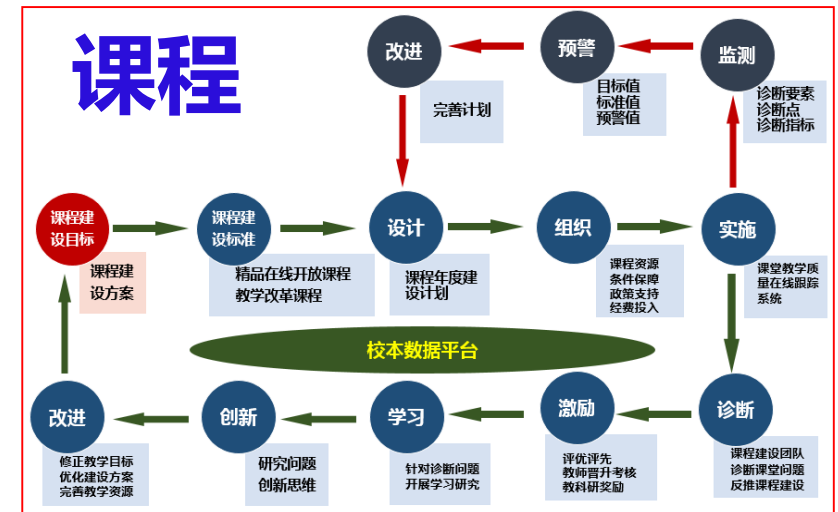 课程
改进
完善计划
预警
目标值
标准值
预警值
监测
诊断要素
诊断点
诊断指标
课程建
设目标
课程建
设方案
课程建
设标准
精品在线开放课程
教学改革课程
设计
课程年度建
设计划
组织
课程资源
条件保障
政策支持
经费投入
实施
课堂教学质
量在线跟踪
系统
校本数据平台
改进
修正教学目标
优化建设方案
完善教学资源
创新
研究问题
创新思维
学习
针对诊断问题
开展学习研究
激励
评优评先
教师晋升考核
教科研奖励
诊断
课程建设团队
诊断课堂问题
反推课程建设